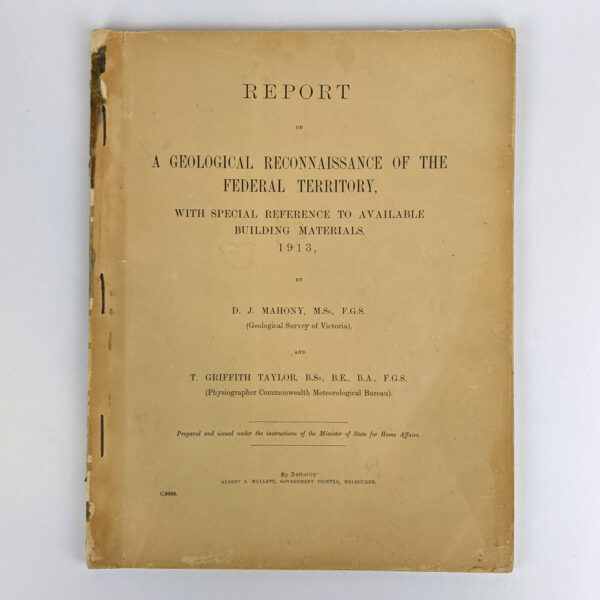 REPORT
ON
A GEOLOGICAL RECONNAISSANCE OF THE
FEDERAL TERRITORY,
WITH SPECIAL REFERENCE TO AVAILABLE
BUILDING MATERIALS,
1913,
BY
D. J. MAHONY, M.Sc., F.G.S.
(Geological Survey of Victoria),
AND
T. GRIFFITH TAYLOR, B.Sc., B.E., B.A., F.G.S.
(Physiographer Commonwealth Meteorological Bureau).
Prepared and issued under the instructions of the Minister of State for Home Affairs.
By Authority
ALBERT J. MULLETT, GOVERNMENT PRINTER, MELBOURNE.